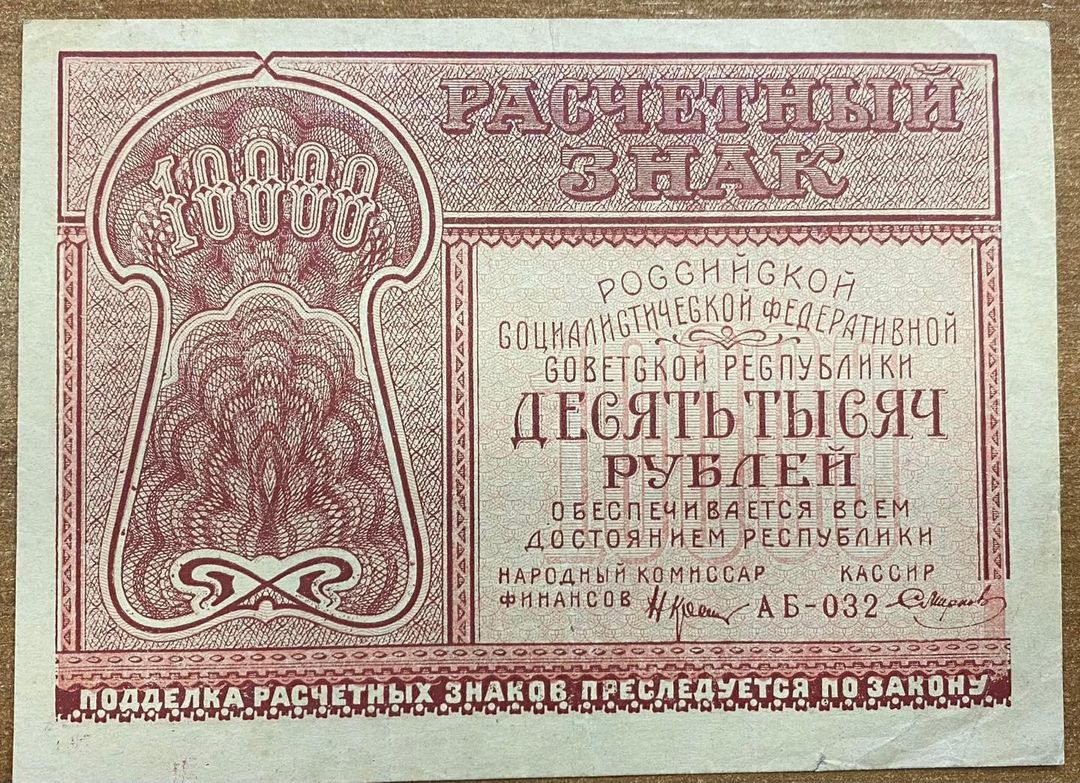 РАСЧЕТНЫЙ
ЗНАК
10000
РОССИЙСКОЙ
СОЦИАЛИСТИЧЕСКОЙ ФЕДЕРАТИВНОЙ
СОВЕТСКОЙ РЕСПУБЛИКИ
ДЕСЯТЬ ТЫСЯЧ
РУБЛЕЙ
ОБЕСПЕЧИВАЕТСЯ ВСЕМ
ДОСТОЯНИЕМ РЕСПУБЛИКИ
НАРОДНЫЙ КОМИССАР КАССИР
ФИНАНСОВ АБ-032
ПОДДЕЛКА РАСЧЕТНЫХ ЗНАКОВ ПРЕСЛЕДУЕТСЯ ПО ЗАКОНУ